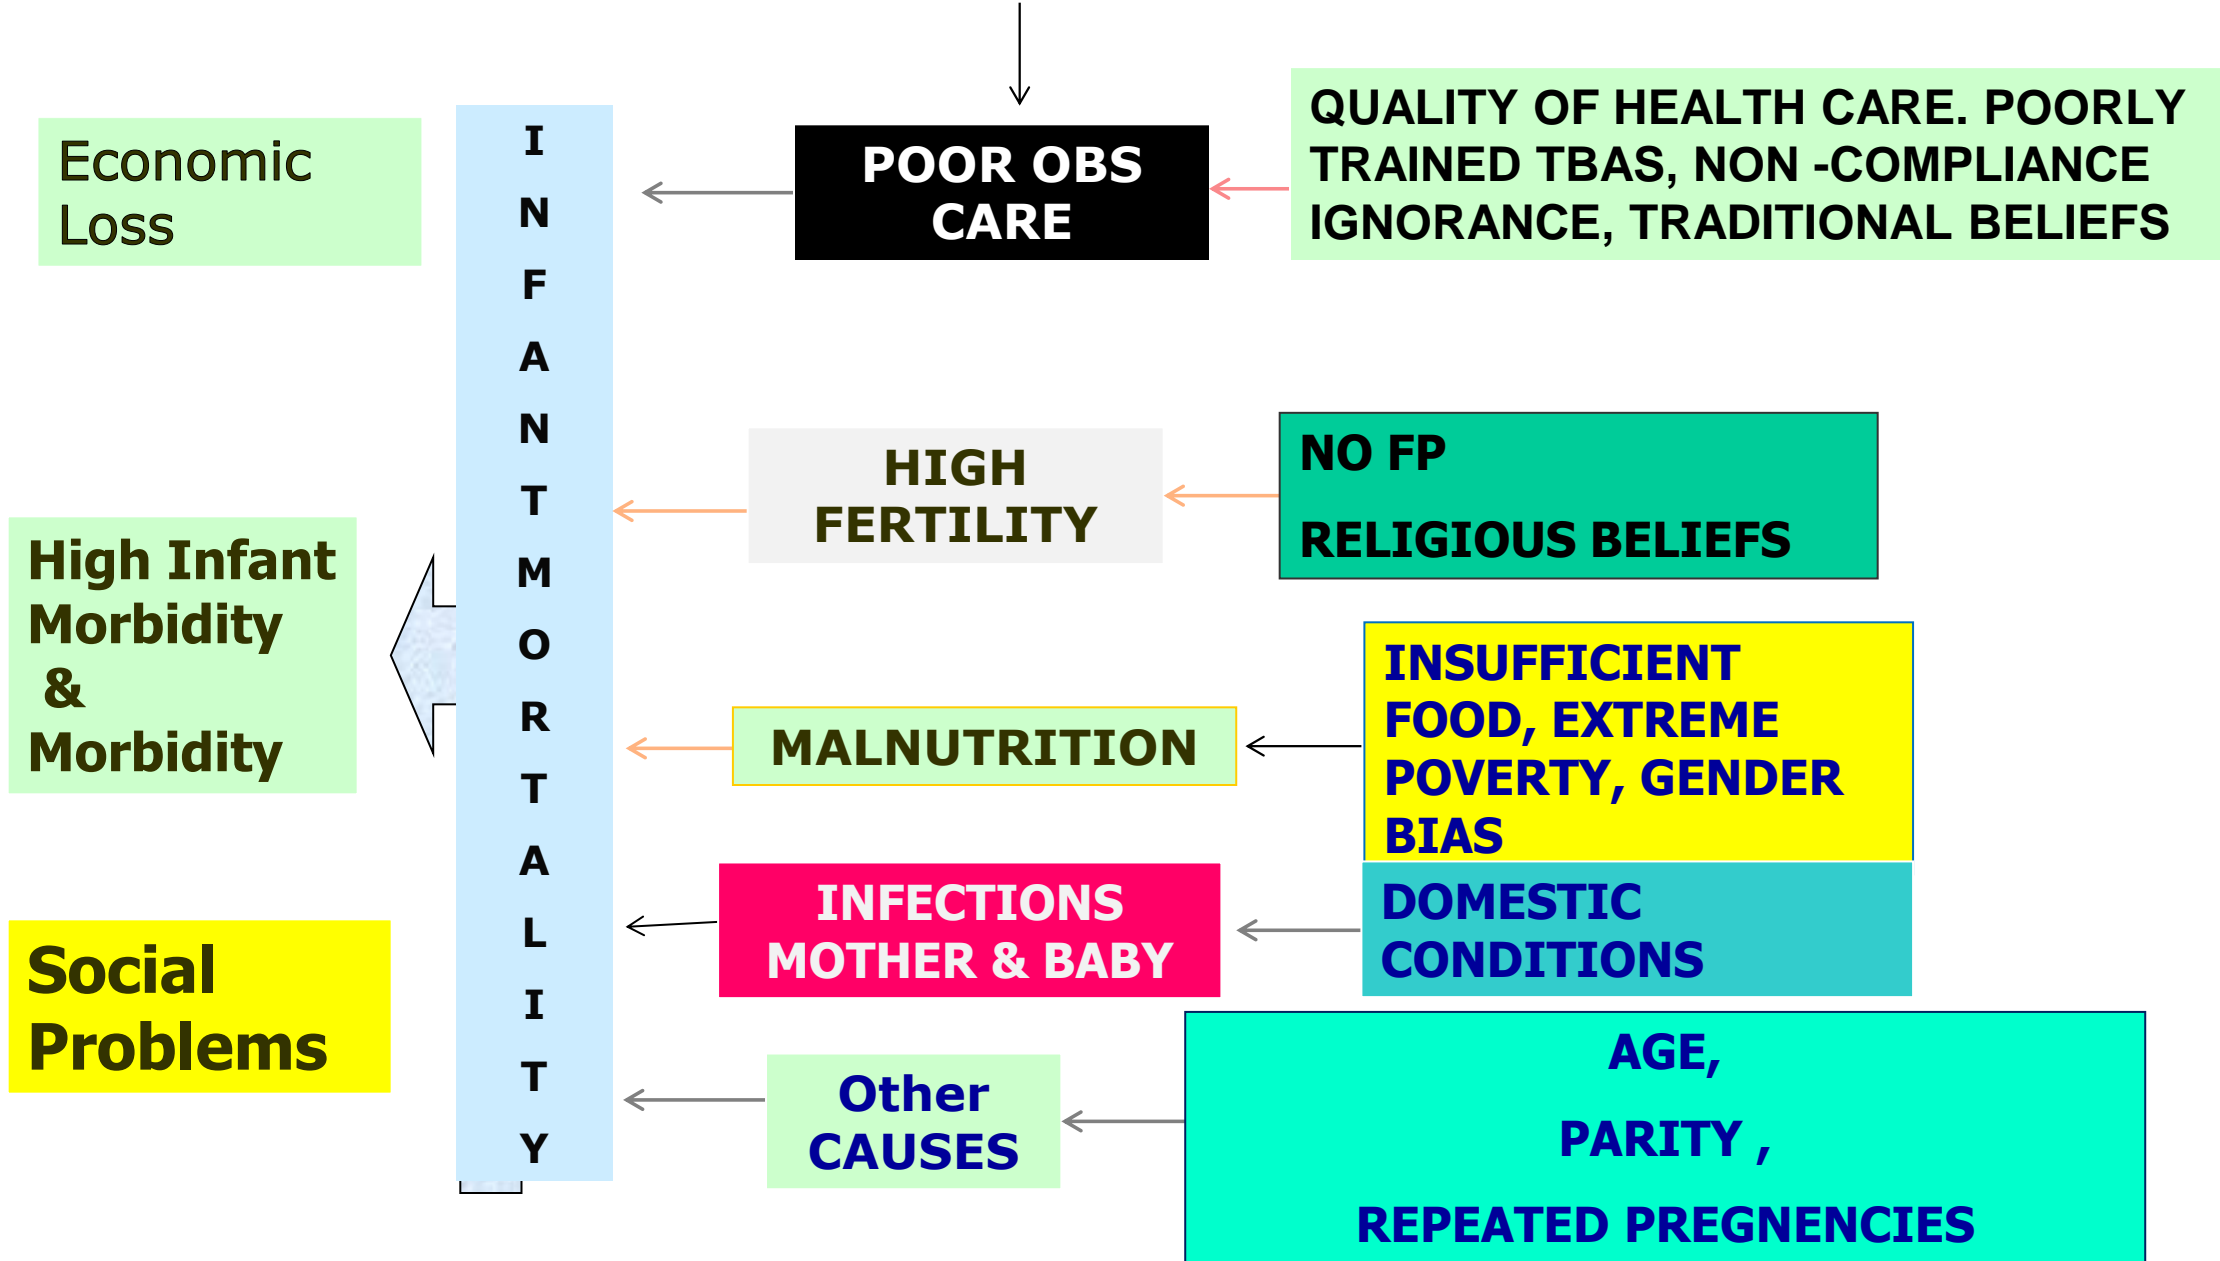 Economic
Loss
High Infant
Morbidity
&
Morbidity
Social
Problems
I
N
F
A
N
T
M
O
R
T
A
L
I
T
Y
POOR OBS
CARE
QUALITY OF HEALTH CARE. POORLY
TRAINED TBAS, NON -COMPLIANCE
IGNORANCE, TRADITIONAL BELIEFS
HIGH
FERTILITY
NO FP
RELIGIOUS BELIEFS
MALNUTRITION
INSUFFICIENT
FOOD, EXTREME
POVERTY, GENDER
BIAS
INFECTIONS
MOTHER & BABY
DOMESTIC
CONDITIONS
Other
CAUSES
AGE,
PARITY ,
REPEATED PREGNENCIES